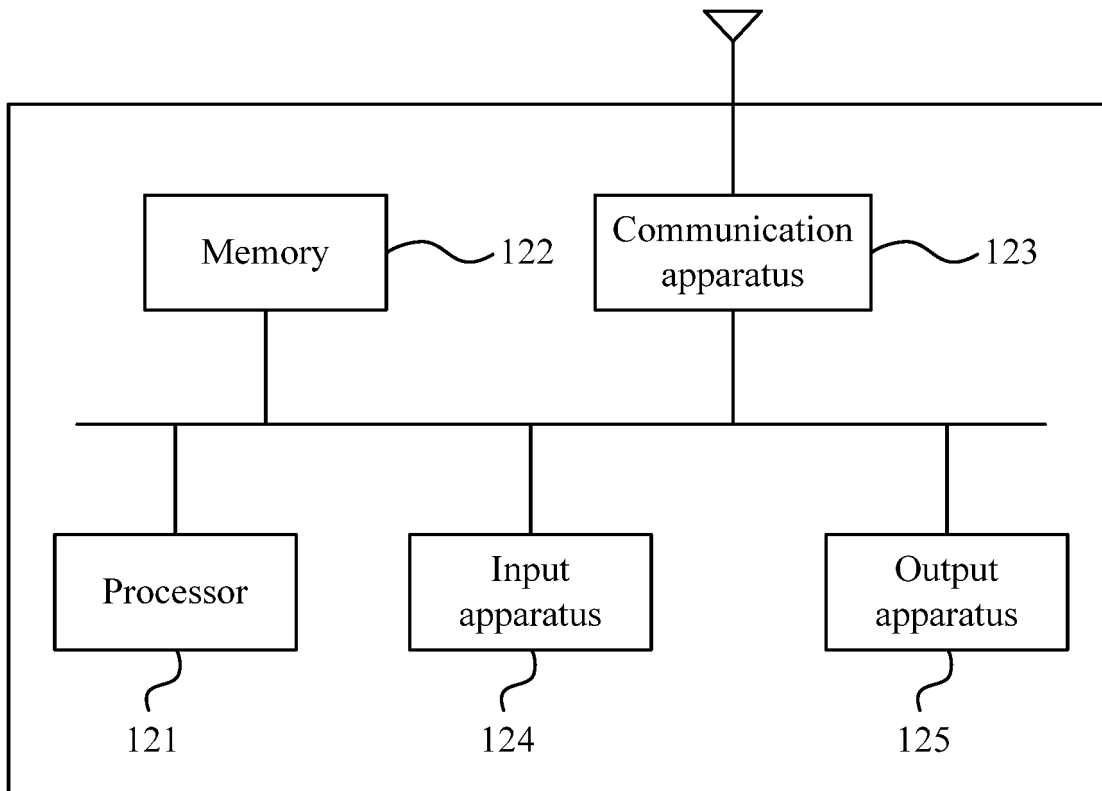 Memory
122
Communication
apparatus
123
Processor
Input
apparatus
Output
apparatus
121
124
125